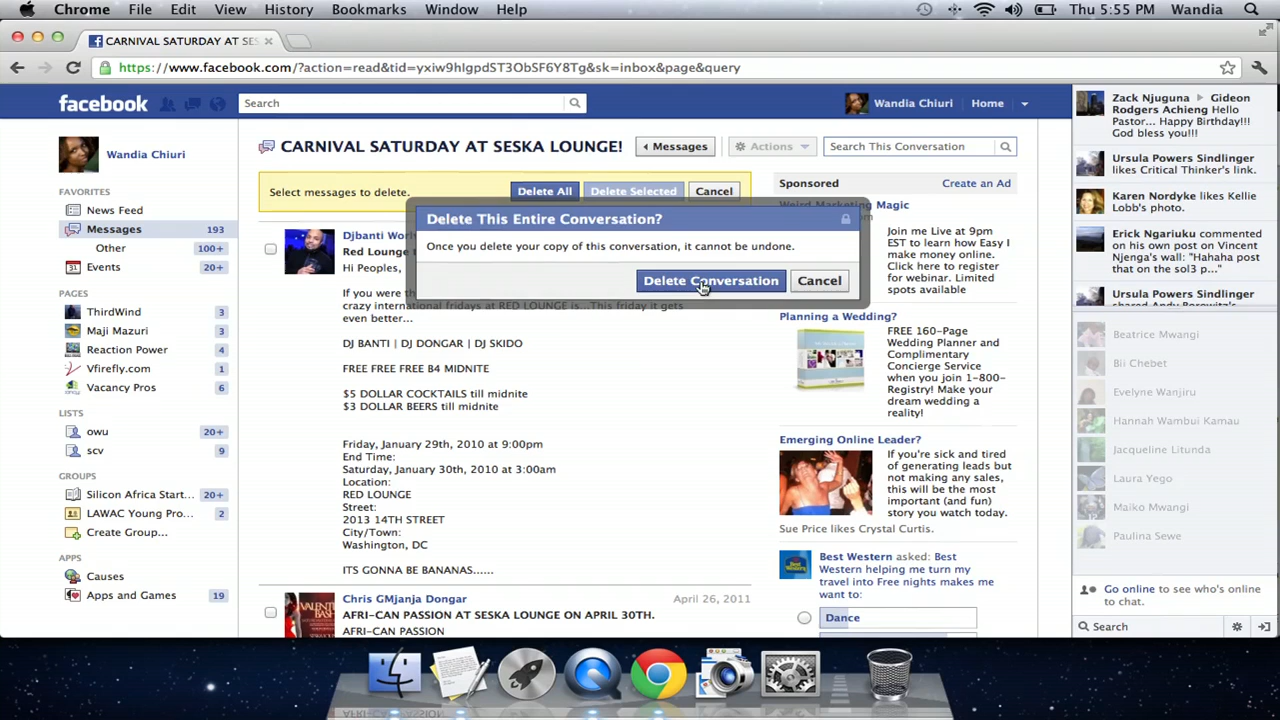 Chrome File Edit View History Bookmarks Window Help Thu 5:55 PM Wandia
CARNIVAL SATURDAY AT SES
https://www.facebook.com/?action=read&tid=yxiw9hIgpdST3ObSF6Y8Tg&sk=inbox&page&query
facebook Search Wandia Chiuri Home
Wandia Chiuri
FAVORITES
News Feed
Messages 193
Other 100+
Events 20+
PAGES
ThirdWind 3
Maji Mazuri 3
Reaction Power 4
Vfirefly.com 1
Vacancy Pros 6
LISTS
owu 20+
scv 9
GROUPS
Silicon Africa Start... 20+
LAWAC Young Pro... 2
Create Group...
APPS
Causes
Apps and Games 19
CARNIVAL SATURDAY AT SESKA LOUNGE! Messages Actions Search This Conversation
Select messages to delete. Delete All Delete Selected Cancel
Delete This Entire Conversation?
Once you delete your copy of this conversation, it cannot be undone.
Delete Conversation Cancel
Djbanti Worl
Red Lounge
Hi Peoples,
If you were
crazy international fridays at RED LOUNGE is...This friday it gets
even better...
DJ BANTI | DJ DONGAR | DJ SKIDO
FREE FREE FREE B4 MIDNITE
$5 DOLLAR COCKTAILS till midnite
$3 DOLLAR BEERS till midnite
Friday, January 29th, 2010 at 9:00pm
End Time:
Saturday, January 30th, 2010 at 3:00am
Location:
RED LOUNGE
Street:
2013 14TH STREET
City/Town:
Washington, DC
ITS GONNA BE BANANAS......
Chris GMjanja Dongar April 26, 2011
AFRI-CAN PASSION AT SESKA LOUNGE ON APRIL 30TH.
AFRI-CAN PASSION
Sponsored Create an Ad
Weird Marketing Magic
om
Join me Live at 9pm
EST to learn how Easy I
make money online.
Click here to register
for webinar. Limited
spots available
Planning a Wedding?
FREE 160-Page
Wedding Planner and
Complimentary
Concierge Service
when you join 1-800-
Registry! Make your
dream wedding a
reality!
Emerging Online Leader?
If you're sick and tired
of generating leads but
not making any sales,
this will be the most
important (and fun)
story you watch today.
Sue Price likes Crystal Curtis.
Best Western asked: Best
Western helping me turn my
travel into Free nights makes me
want to:
Dance
Zack Njuguna Gideon
Rodgers Achieng Hello
Pastor... Happy Birthday!!!
God bless you!!!
Ursula Powers Sindlinger
likes Critical Thinker's link.
Karen Nordyke likes Kellie
Lobb's photo.
Erick Ngariuku commented
on his own post on Vincent
Njenga's wall: "Hahaha post
that on the sol3 p..."
Ursula Powers Sindlinger
Beatrice Mwangi
Bii Chebet
Evelyne Wanjiru
Hannah Wambui Kamau
Jacqueline Litunda
Laura Yego
Maiko Mwangi
Paulina Sewe
Go online to see who's online
to chat.
Search